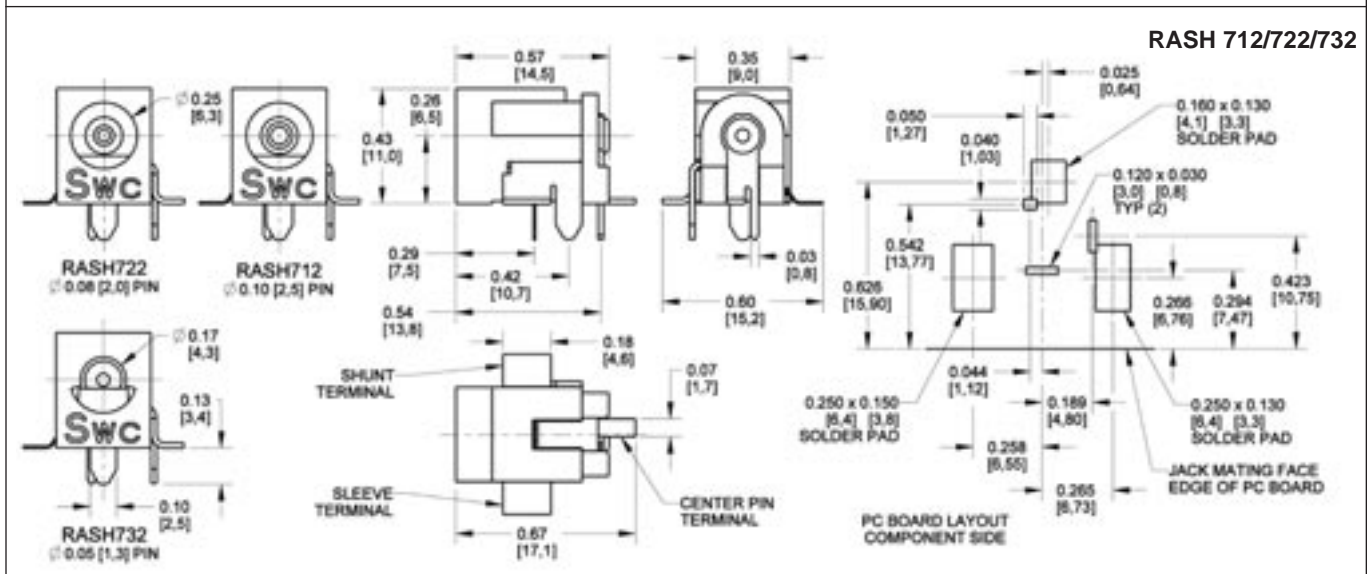 RASH 712/722/732
Ø 0.25
[6,3]
Swc
RASH722
Ø 0.08 [2,0] PIN
Swc
RASH712
Ø 0.10 [2,5] PIN
0.57
[14,5]
0.26
[6,5]
0.43
[11,0]
0.29
[7,5]
0.42
[10,7]
0.54
[13,8]
0.35
[9,0]
0.03
[0,8]
0.60
[15,2]
Ø 0.17
[4,3]
Swc
0.13
[3,4]
0.10
[2,5]
RASH732
Ø 0.05 [1,3] PIN
0.18
[4,6]
SHUNT
TERMINAL
0.07
[1,7]
SLEEVE
TERMINAL
CENTER PIN
TERMINAL
0.67
[17,1]
0.025
[0,64]
0.050
[1,27]
0.040
[1,03]
0.160 x 0.130
[4,1] [3,3]
SOLDER PAD
0.120 x 0.030
[3,0] [0,8]
TYP (2)
0.542
[13,77]
0.626
[15,90]
0.423
[10,75]
0.266
[6,76]
0.294
[7,47]
0.044
[1,12]
0.189
[4,80]
0.250 x 0.150
[6,4] [3,8]
SOLDER PAD
0.250 x 0.130
[6,4] [3,3]
SOLDER PAD
0.258
[6,55]
0.265
[6,73]
JACK MATING FACE
EDGE OF PC BOARD
PC BOARD LAYOUT
COMPONENT SIDE